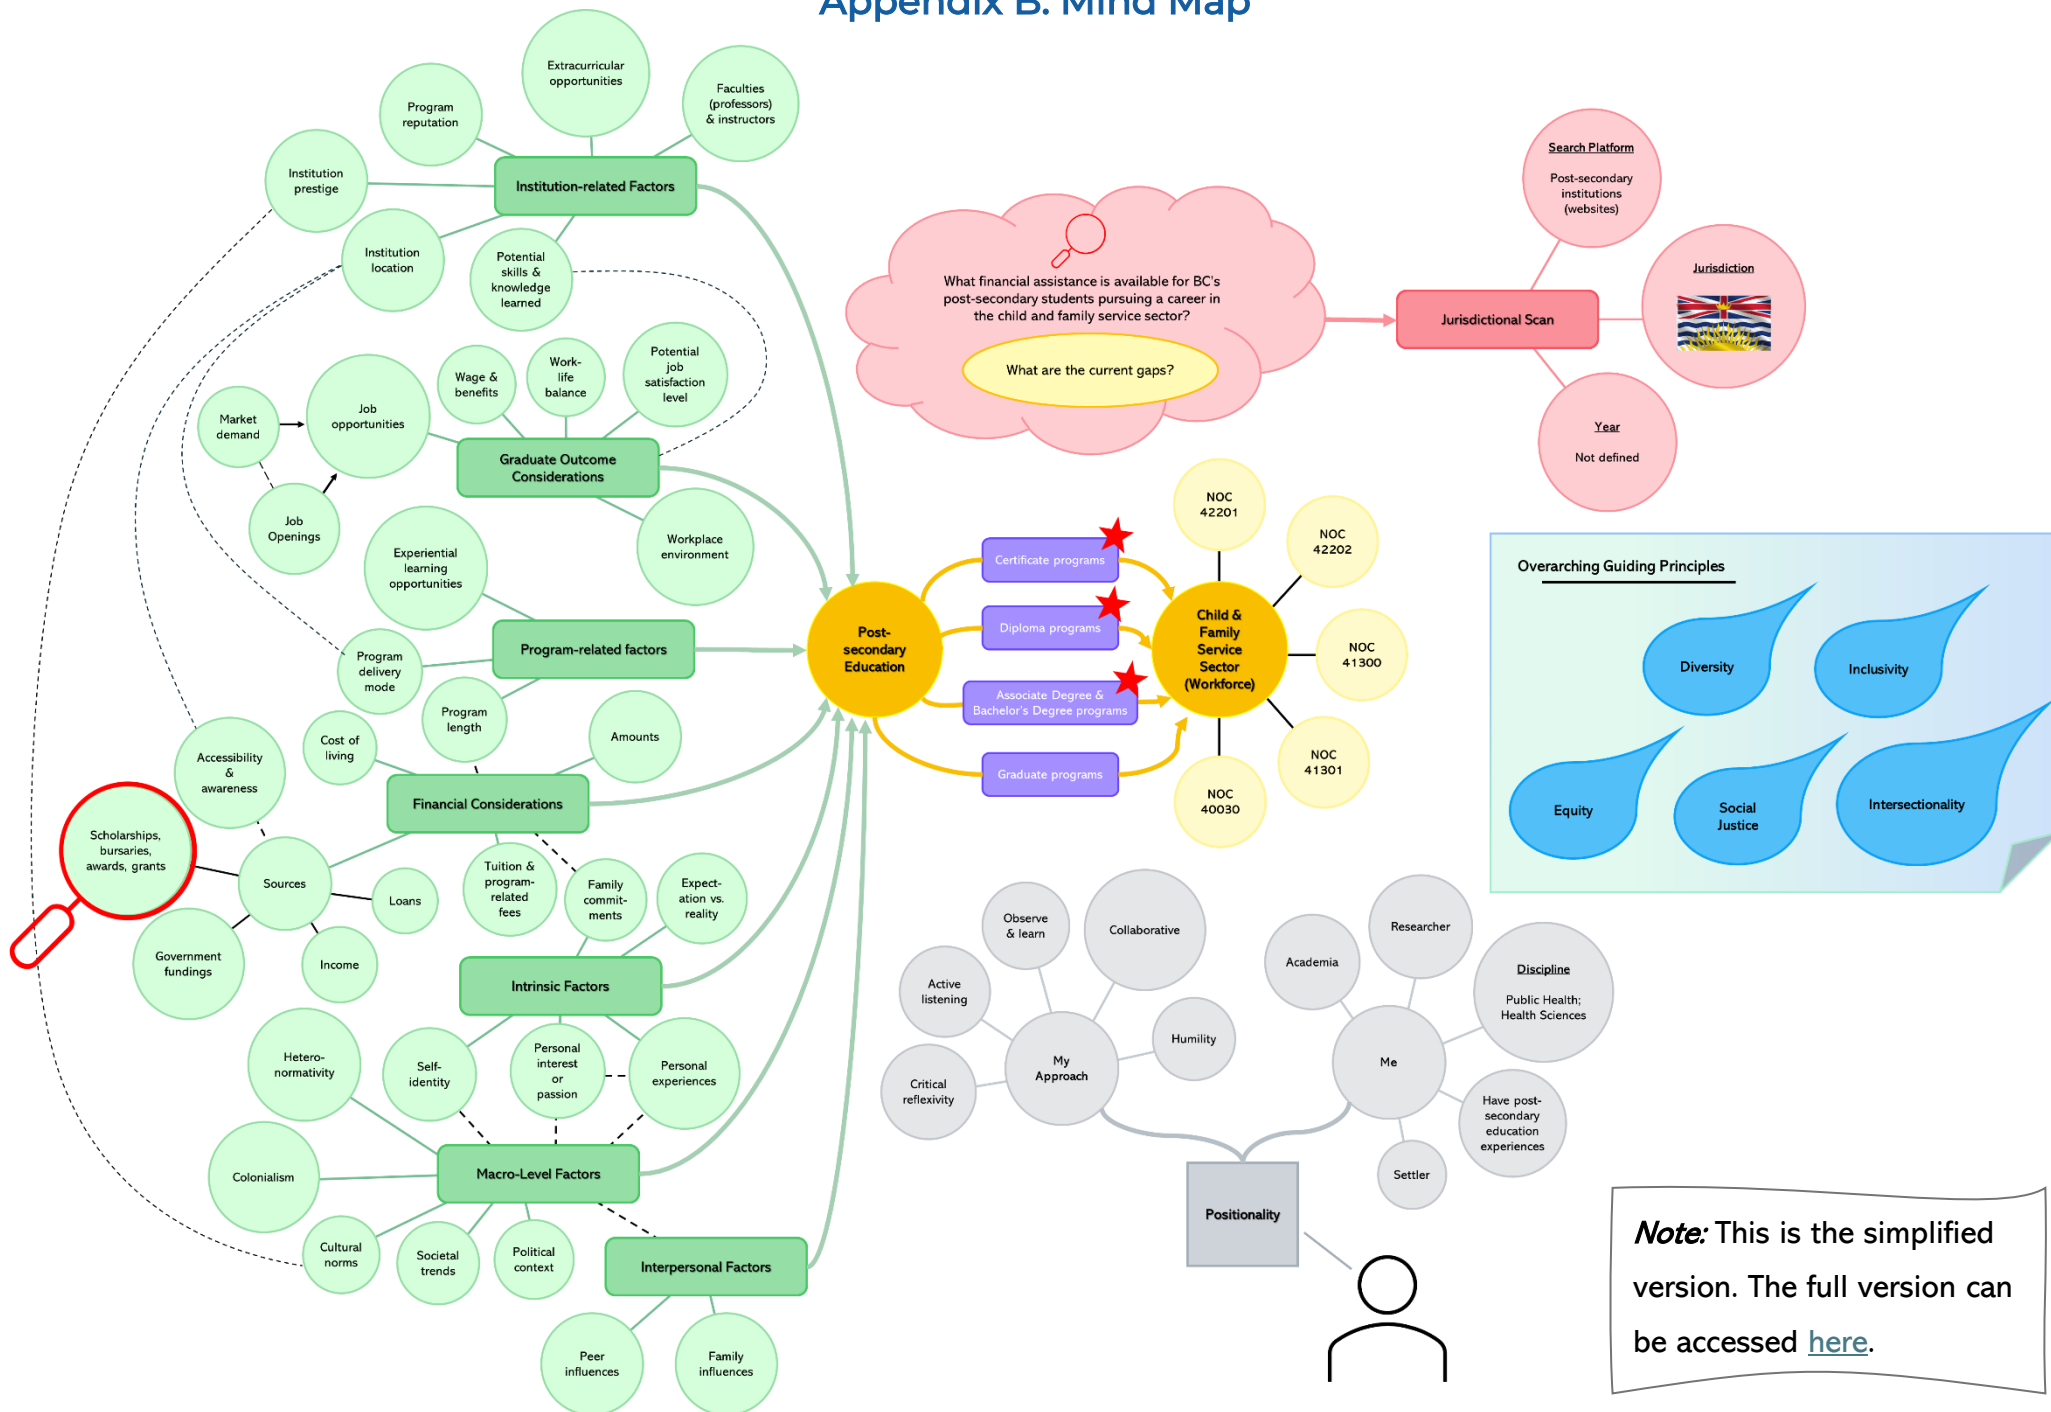 Appendix B. Mind Map
Extracurricular
opportunities
Program
reputation
Faculties
(professors)
& instructors
Institution
prestige
Institution-related Factors
Institution
location
Potential
skills &
knowledge
learned
Market
demand
Job
opportunities
Wage &
benefits
Work-
life
balance
Potential
job
satisfaction
level
Graduate Outcome
Considerations
Job
Openings
Workplace
environment
Experiential
learning
opportunities
Program
delivery
mode
Program-related factors
Program
length
Cost of
living
Amounts
Accessibility
&
awareness
Financial Considerations
Scholarships,
bursaries,
awards, grants
Sources
Loans
Government
fundings
Income
Tuition &
program-
related
fees
Family
commit-
ments
Expect-
ation vs.
reality
Intrinsic Factors
Self-
identity
Personal
interest
or
passion
Personal
experiences
Hetero-
normativity
Colonialism
Macro-Level Factors
Cultural
norms
Societal
trends
Political
context
Interpersonal Factors
Peer
influences
Family
influences
Post-
secondary
Education
Certificate programs
Diploma programs
Associate Degree &
Bachelor's Degree programs
Graduate programs
Child &
Family
Service
Sector
(Workforce)
NOC
42201
NOC
42202
NOC
41300
NOC
41301
NOC
40030
What financial assistance is available for BC's
post-secondary students pursuing a career in
the child and family service sector?
What are the current gaps?
Jurisdictional Scan
Search Platform
Post-secondary
institutions
(websites)
Jurisdiction
Year
Not defined
Overarching Guiding Principles
Diversity
Inclusivity
Equity
Social
Justice
Intersectionality
Observe
& learn
Collaborative
Active
listening
Humility
Critical
reflexivity
My
Approach
Academia
Researcher
Discipline
Public Health;
Health Sciences
Me
Have post-
secondary
education
experiences
Settler
Positionality
Note: This is the simplified
version. The full version can
be accessed here.